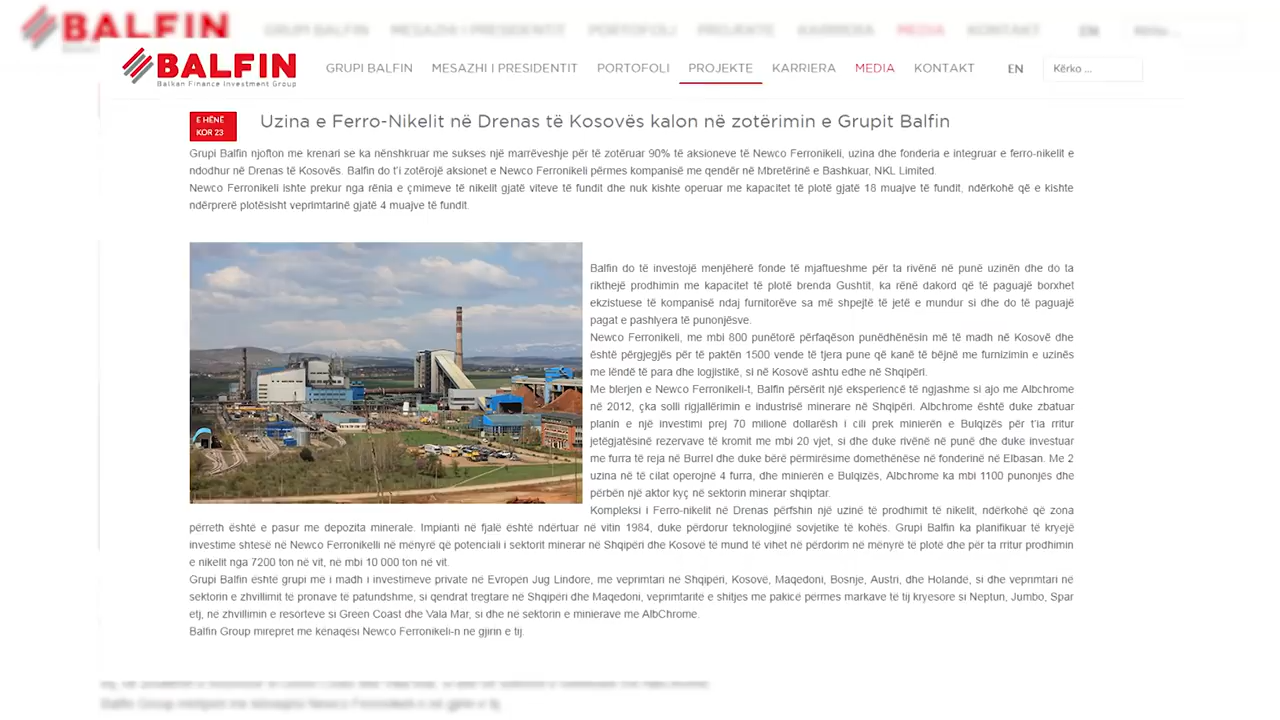 BALFIN
GRUPI BALFIN MESAZHI I PRESIDENTIT PORTOFOLI PROJEKTE KARRIERA MEDIA KONTAKT EN
BALFIN
Balkan Finance Investment Group
GRUPI BALFIN MESAZHI I PRESIDENTIT PORTOFOLI PROJEKTE KARRIERA MEDIA KONTAKT EN Kërko ...
E HËNË
KOR 23
Uzina e Ferro-Nikelit në Drenas të Kosovës kalon në zotërimin e Grupit Balfin
Grupi Balfin njofton me krenari se ka nënshkruar me sukses një marrëveshje për të zotëruar 90% të aksioneve të Newco Ferronikeli, uzina dhe fonderia e integruar e ferro-nikelit e
ndodhur në Drenas të Kosovës. Balfin do t'i zotërojë aksionet e Newco Ferronikeli përmes kompanisë me qendër në Mbretërinë e Bashkuar, NKL Limited.
Newco Ferronikeli ishte prekur nga rënia e çmimeve të nikelit gjatë viteve të fundit dhe nuk kishte operuar me kapacitet të plotë gjatë 18 muajve të fundit, ndërkohë që e kishte
ndërprerë plotësisht veprimtarinë gjatë 4 muajve të fundit.
Balfin do të investojë menjëherë fonde të mjaftueshme për ta rivënë në punë uzinën dhe do ta
rikthejë prodhimin me kapacitet të plotë brenda Gushtit, ka rënë dakord që të paguajë borxhet
ekzistuese të kompanisë ndaj furnitorëve sa më shpejtë të jetë e mundur si dhe do të paguajë
pagat e pashlyera të punonjësve.
Newco Ferronikeli, me mbi 800 punëtorë përfaqëson punëdhënësin më të madh në Kosovë dhe
është përgjegjës për të paktën 1500 vende të tjera pune që kanë të bëjnë me furnizimin e uzinës
me lëndë të para dhe logjistikë, si në Kosovë ashtu edhe në Shqipëri.
Me blerjen e Newco Ferronikeli-t, Balfin përsërit një eksperiencë të ngjashme si ajo me Albchrome
në 2012, çka solli rigjallërimin e industrisë minerare në Shqipëri. Albchrome është duke zbatuar
planin e një investimi prej 70 milionë dollarësh i cili prek minierën e Bulqizës për t'ia rritur
jetëgjatësinë rezervave të kromit me mbi 20 vjet, si dhe duke rivënë në punë dhe duke investuar
me furra të reja në Burrel dhe duke bërë përmirësime domethënëse në fonderinë në Elbasan. Me 2
uzina në të cilat operojnë 4 furra, dhe minierën e Bulqizës, Albchrome ka mbi 1100 punonjës dhe
përbën një aktor kyç në sektorin minerar shqiptar.
Kompleksi i Ferro-nikelit në Drenas përfshin një uzinë të prodhimit të nikelit, ndërkohë që zona
përreth është e pasur me depozita minerale. Impianti në fjalë është ndërtuar në vitin 1984, duke përdorur teknologjinë sovjetike të kohës. Grupi Balfin ka planifikuar të kryejë
investime shtesë në Newco Ferronikelli në mënyrë që potenciali i sektorit minerar në Shqipëri dhe Kosovë të mund të vihet në përdorim në mënyrë të plotë dhe për ta rritur prodhimin
e nikelit nga 7200 ton në vit, në mbi 10 000 ton në vit.
Grupi Balfin është grupi më i madh i investimeve private në Evropën Jug Lindore, me veprimtari në Shqipëri, Kosovë, Maqedoni, Bosnje, Austri, dhe Holandë, si dhe veprimtari në
sektorin e zhvillimit të pronave të patundshme, si qendrat tregtare në Shqipëri dhe Maqedoni, veprimtaritë e shitjes me pakicë përmes markave të tij kryesore si Neptun, Jumbo, Spar
etj, në zhvillimin e resorteve si Green Coast dhe Vala Mar, si dhe në sektorin e minierave me AlbChrome.
Balfin Group mirëpret me kënaqësi Newco Ferronikeli-n në gjirin e tij.